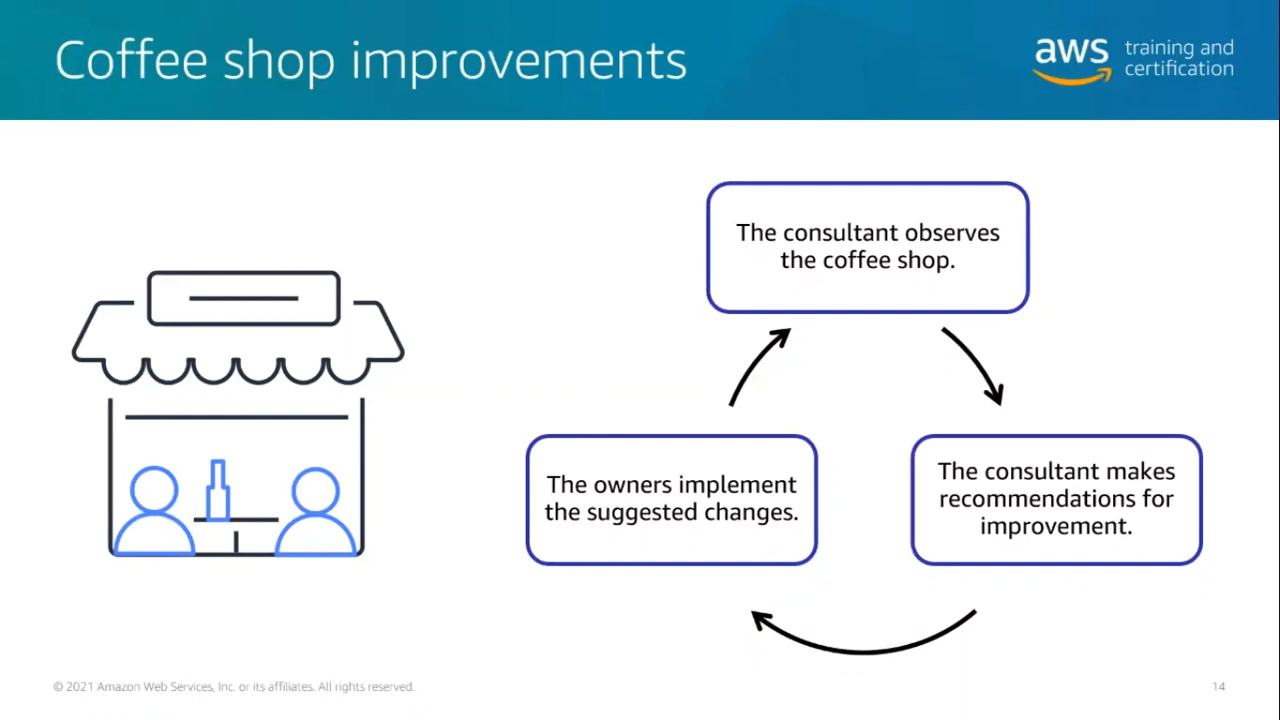 Coffee shop improvements
aws
training and
certification
The consultant observes
the coffee shop.
The owners implement
the suggested changes.
The consultant makes
recommendations for
improvement.
© 2021 Amazon Web Services, Inc. or its affiliates. All rights reserved.
14